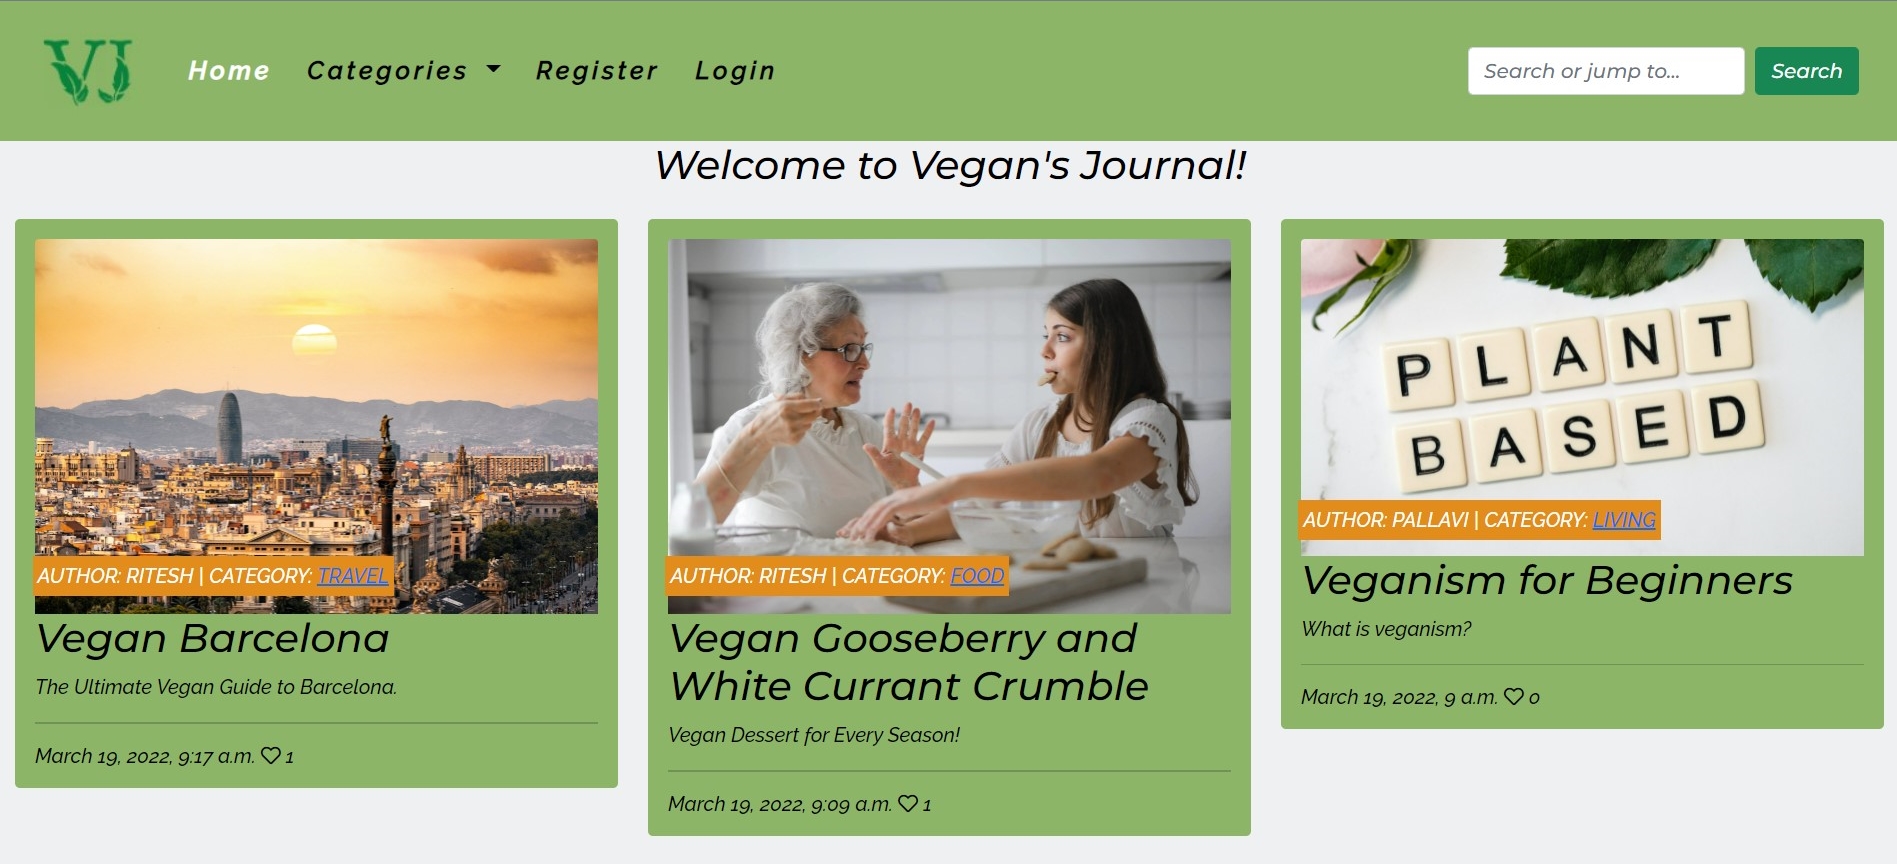 VJ
Home Categories Register Login Search or jump to... Search
Welcome to Vegan's Journal!
AUTHOR: RITESH | CATEGORY: TRAVEL
Vegan Barcelona
The Ultimate Vegan Guide to Barcelona.
March 19, 2022, 9:17 a.m. 1
AUTHOR: RITESH | CATEGORY: FOOD
Vegan Gooseberry and
White Currant Crumble
Vegan Dessert for Every Season!
March 19, 2022, 9:09 a.m. 1
PLANT
BASED
AUTHOR: PALLAVI | CATEGORY: LIVING
Veganism for Beginners
What is veganism?
March 19, 2022, 9 a.m. 0